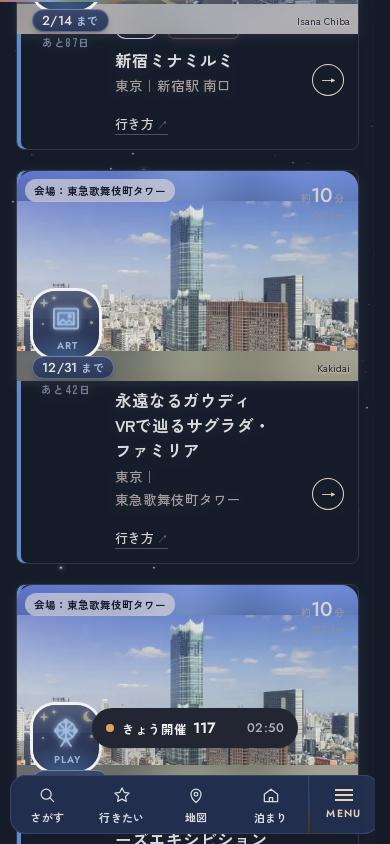 2/14 まで
Isana Chiba
あと87日
新宿ミナミルミ
東京｜新宿駅 南口
行き方 ↗
会場：東急歌舞伎町タワー
約10分
ART
12/31 まで
Kakidai
あと42日
永遠なるガウディ
VRで辿るサグラダ・
ファミリア
東京｜
東急歌舞伎町タワー
行き方 ↗
会場：東急歌舞伎町タワー
約10分
PLAY
きょう開催 117 02:50
さがす 行きたい 地図 泊まり MENU
ーズエキシビション